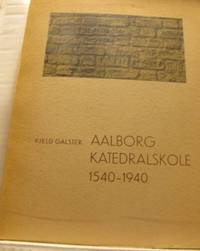 KJELD GALSTER
AALBORG
KATEDRALSKOLE
1540-1940